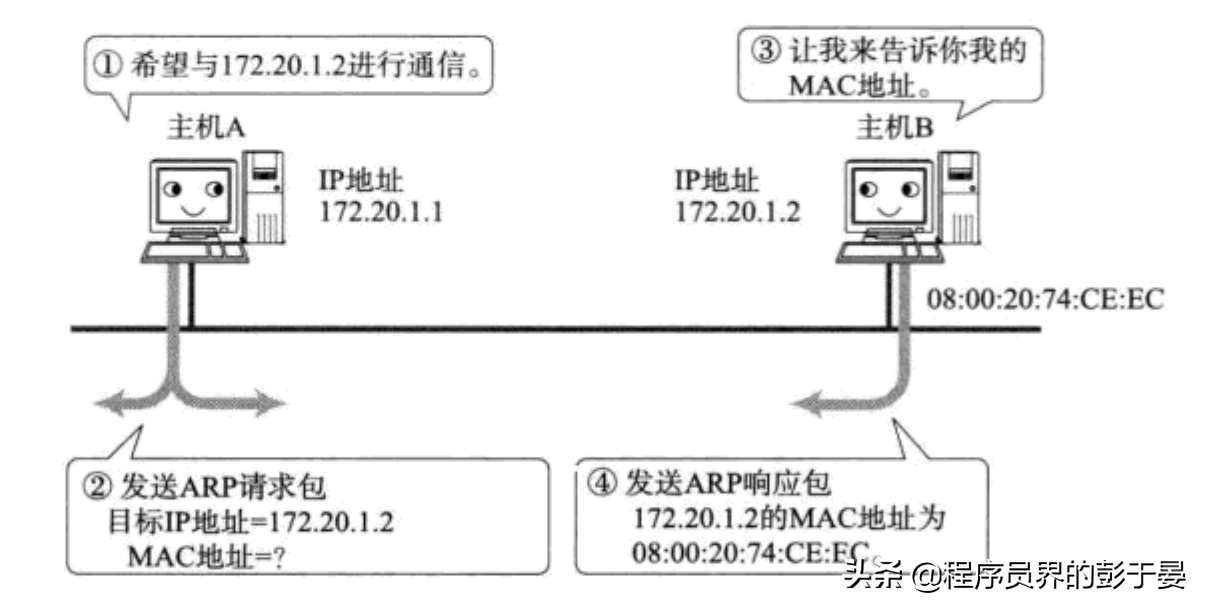 ① 希望与172.20.1.2进行通信。
③ 让我来告诉你我的
MAC地址。
主机A
主机B
IP地址
172.20.1.1
IP地址
172.20.1.2
08:00:20:74:CE:EC
② 发送ARP请求包
目标IP地址=172.20.1.2
MAC地址=?
④ 发送ARP响应包
172.20.1.2的MAC地址为
08:00:20:74:CE:EC
头条 @程序员界的彭于晏